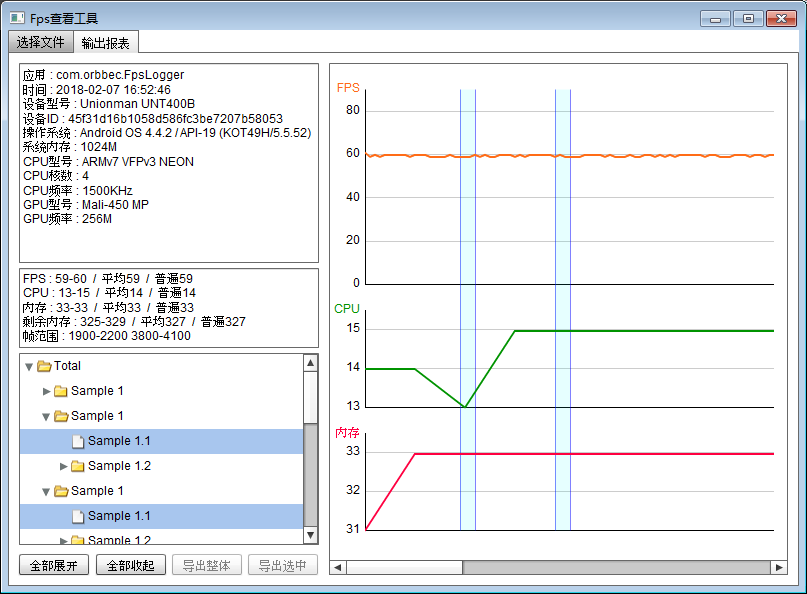 Fps查看工具
选择文件 输出报表
应用 : com.orbbec.FpsLogger
时间 : 2018-02-07 16:52:46
设备型号 : Unionman UNT400B
设备ID : 45f31d16b1058d586fc3be7207b58053
操作系统 : Android OS 4.4.2 / API-19 (KOT49H/5.5.52)
系统内存 : 1024M
CPU型号 : ARMv7 VFPv3 NEON
CPU核数 : 4
CPU频率 : 1500KHz
GPU型号 : Mali-450 MP
GPU频率 : 256M
FPS : 59-60 / 平均59 / 普遍59
CPU : 13-15 / 平均14 / 普遍14
内存 : 33-33 / 平均33 / 普遍33
剩余内存 : 325-329 / 平均327 / 普遍327
帧范围 : 1900-2200 3800-4100
Total
Sample 1
Sample 1
Sample 1.1
Sample 1.2
Sample 1
Sample 1.1
Sample 1.2
全部展开 全部收起 导出整体 导出选中
FPS
80
60
40
20
0
CPU
15
14
13
内存
33
32
31